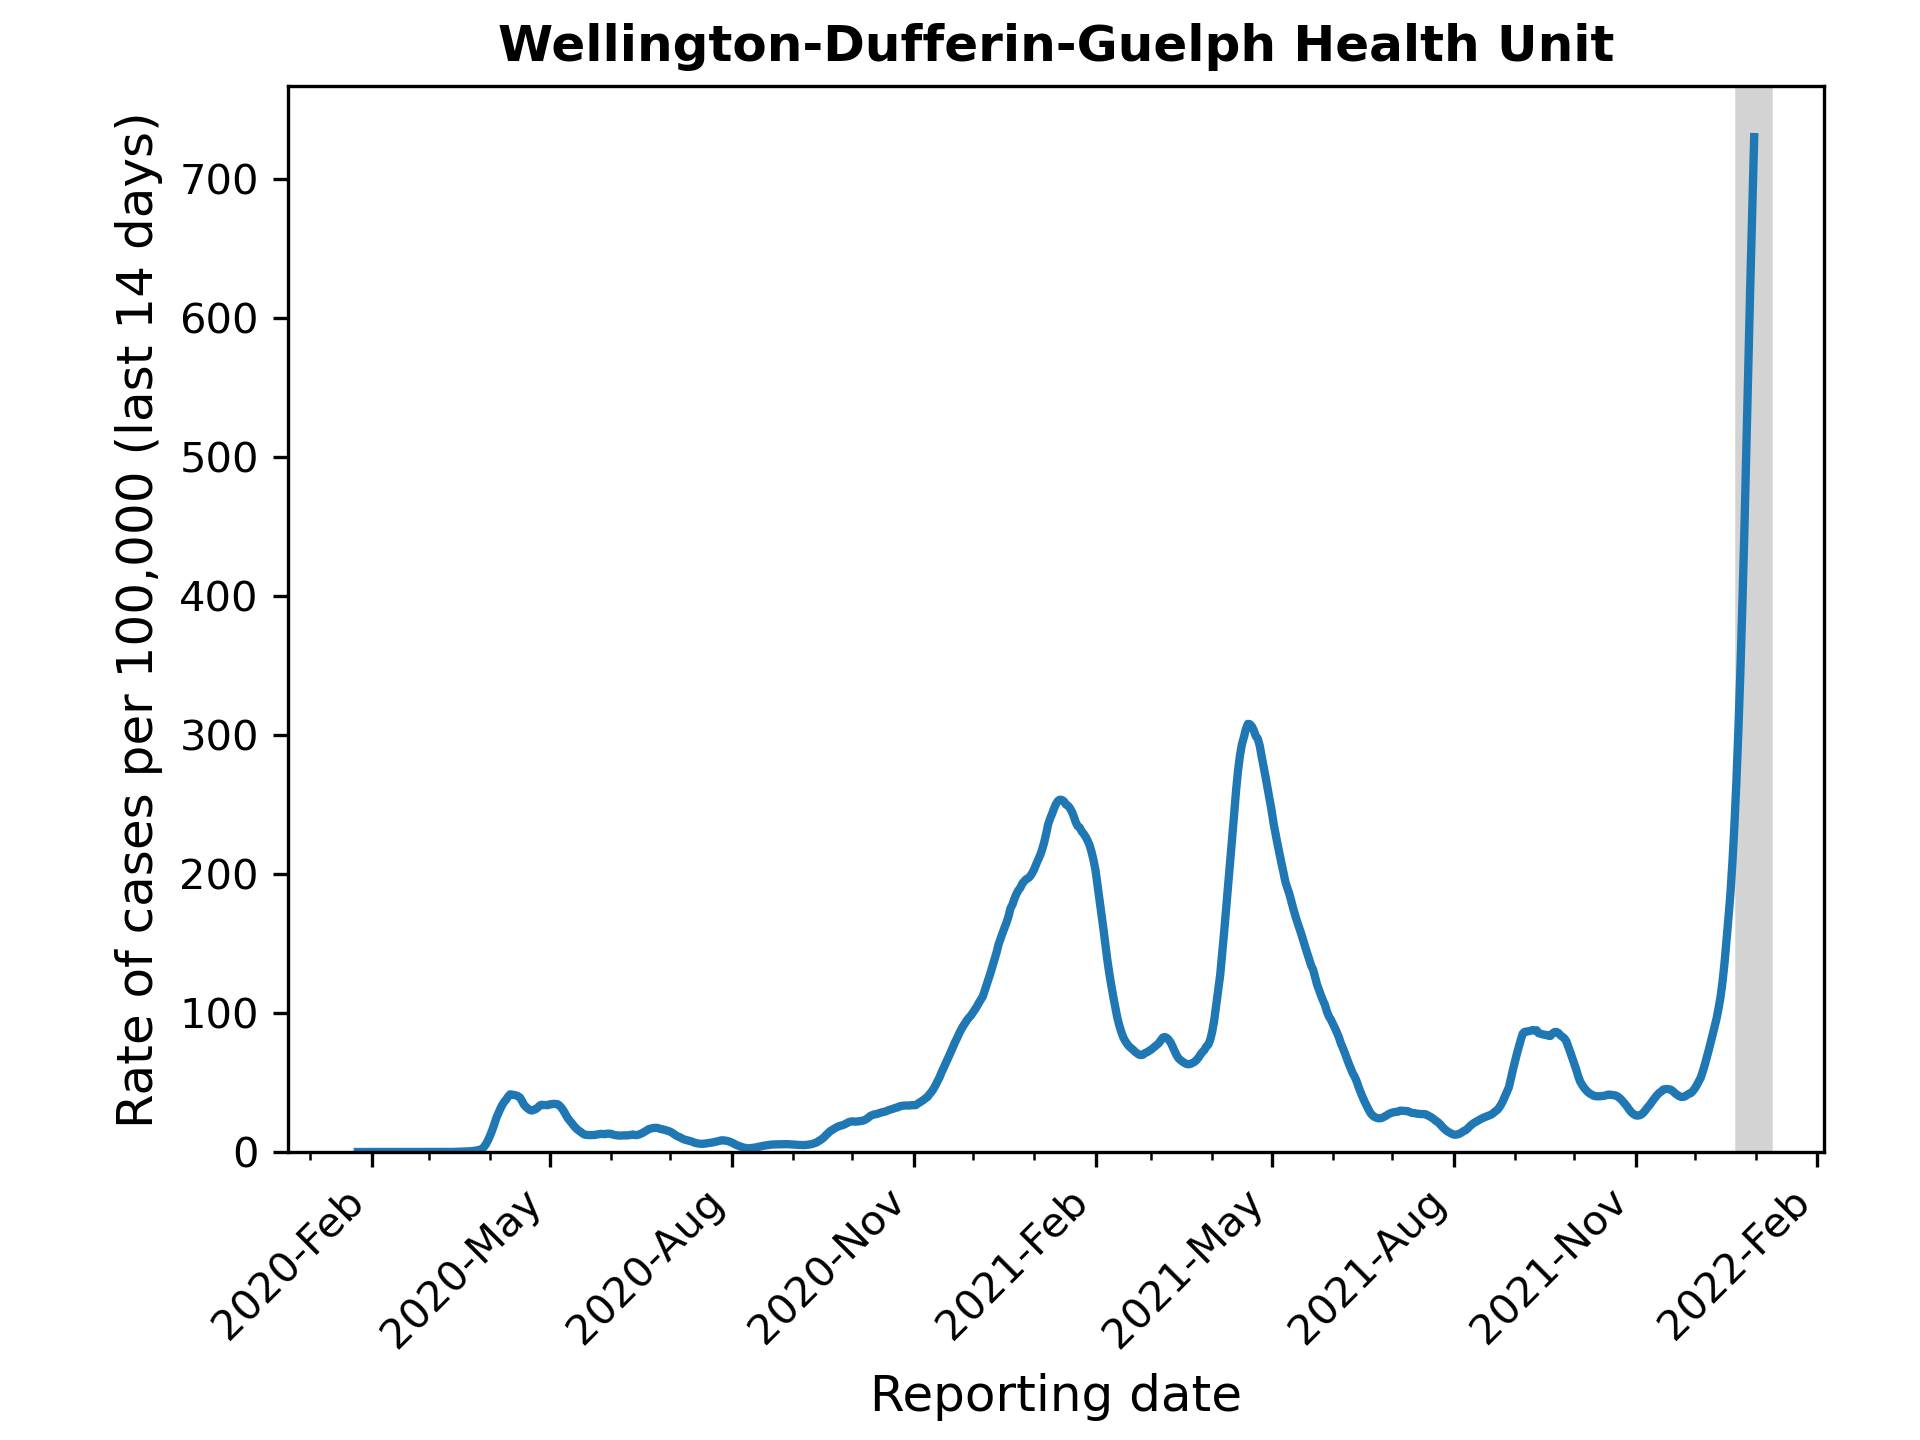 Wellington-Dufferin-Guelph Health Unit
Rate of cases per 100,000 (last 14 days)
700
600
500
400
300
200
100
0
2020-Feb
2020-May
2020-Aug
2020-Nov
2021-Feb
2021-May
2021-Aug
2021-Nov
2022-Feb
Reporting date